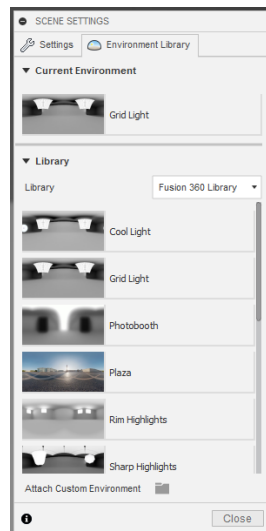 SCENE SETTINGS
Settings
Environment Library
Current Environment
Grid Light
Library
Library
Fusion 360 Library
Cool Light
Grid Light
Photobooth
Plaza
Rim Highlights
Sharp Highlights
Attach Custom Environment
Close